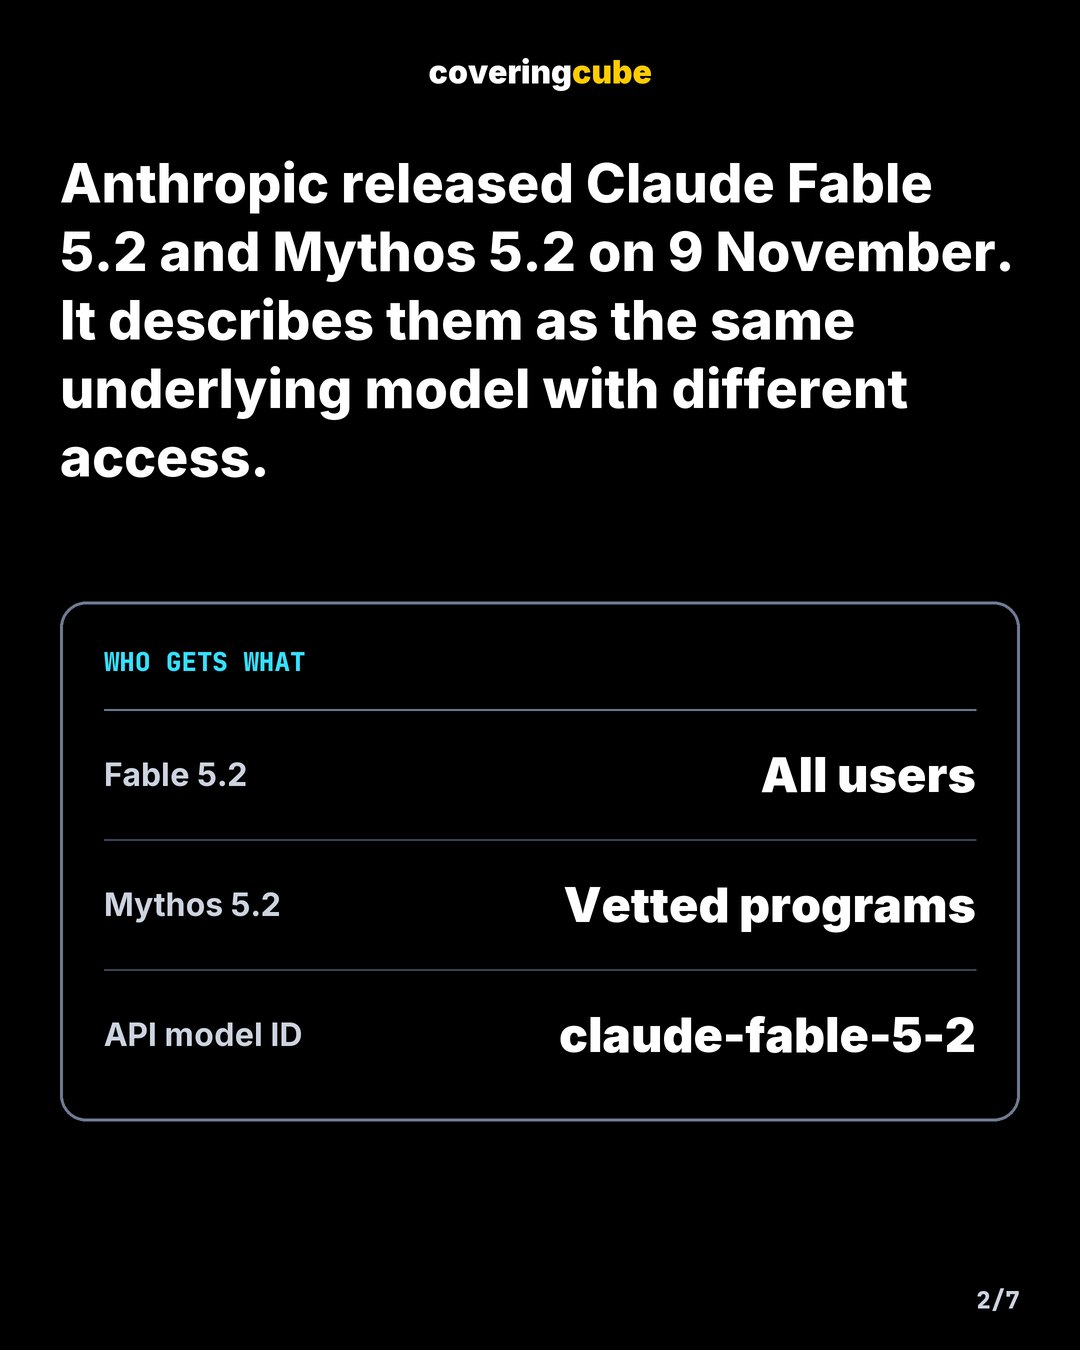 coveringcube
Anthropic released Claude Fable
5.2 and Mythos 5.2 on 9 November.
It describes them as the same
underlying model with different
access.
WHO GETS WHAT
Fable 5.2 All users
Mythos 5.2 Vetted programs
API model ID claude-fable-5-2
2/7